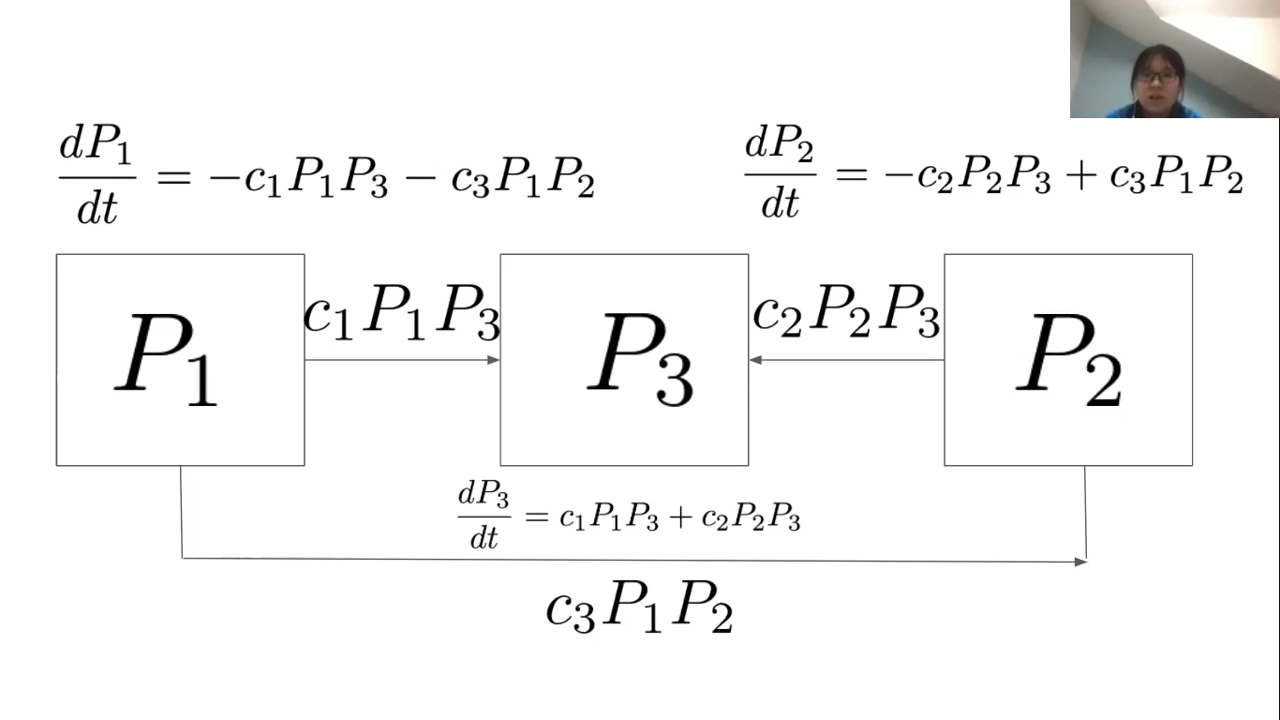 dP₁/dt = −c₁P₁P₃ − c₃P₁P₂
dP₂/dt = −c₂P₂P₃ + c₃P₁P₂
P₁
c₁P₁P₃
P₃
c₂P₂P₃
P₂
dP₃/dt = c₁P₁P₃ + c₂P₂P₃
c₃P₁P₂